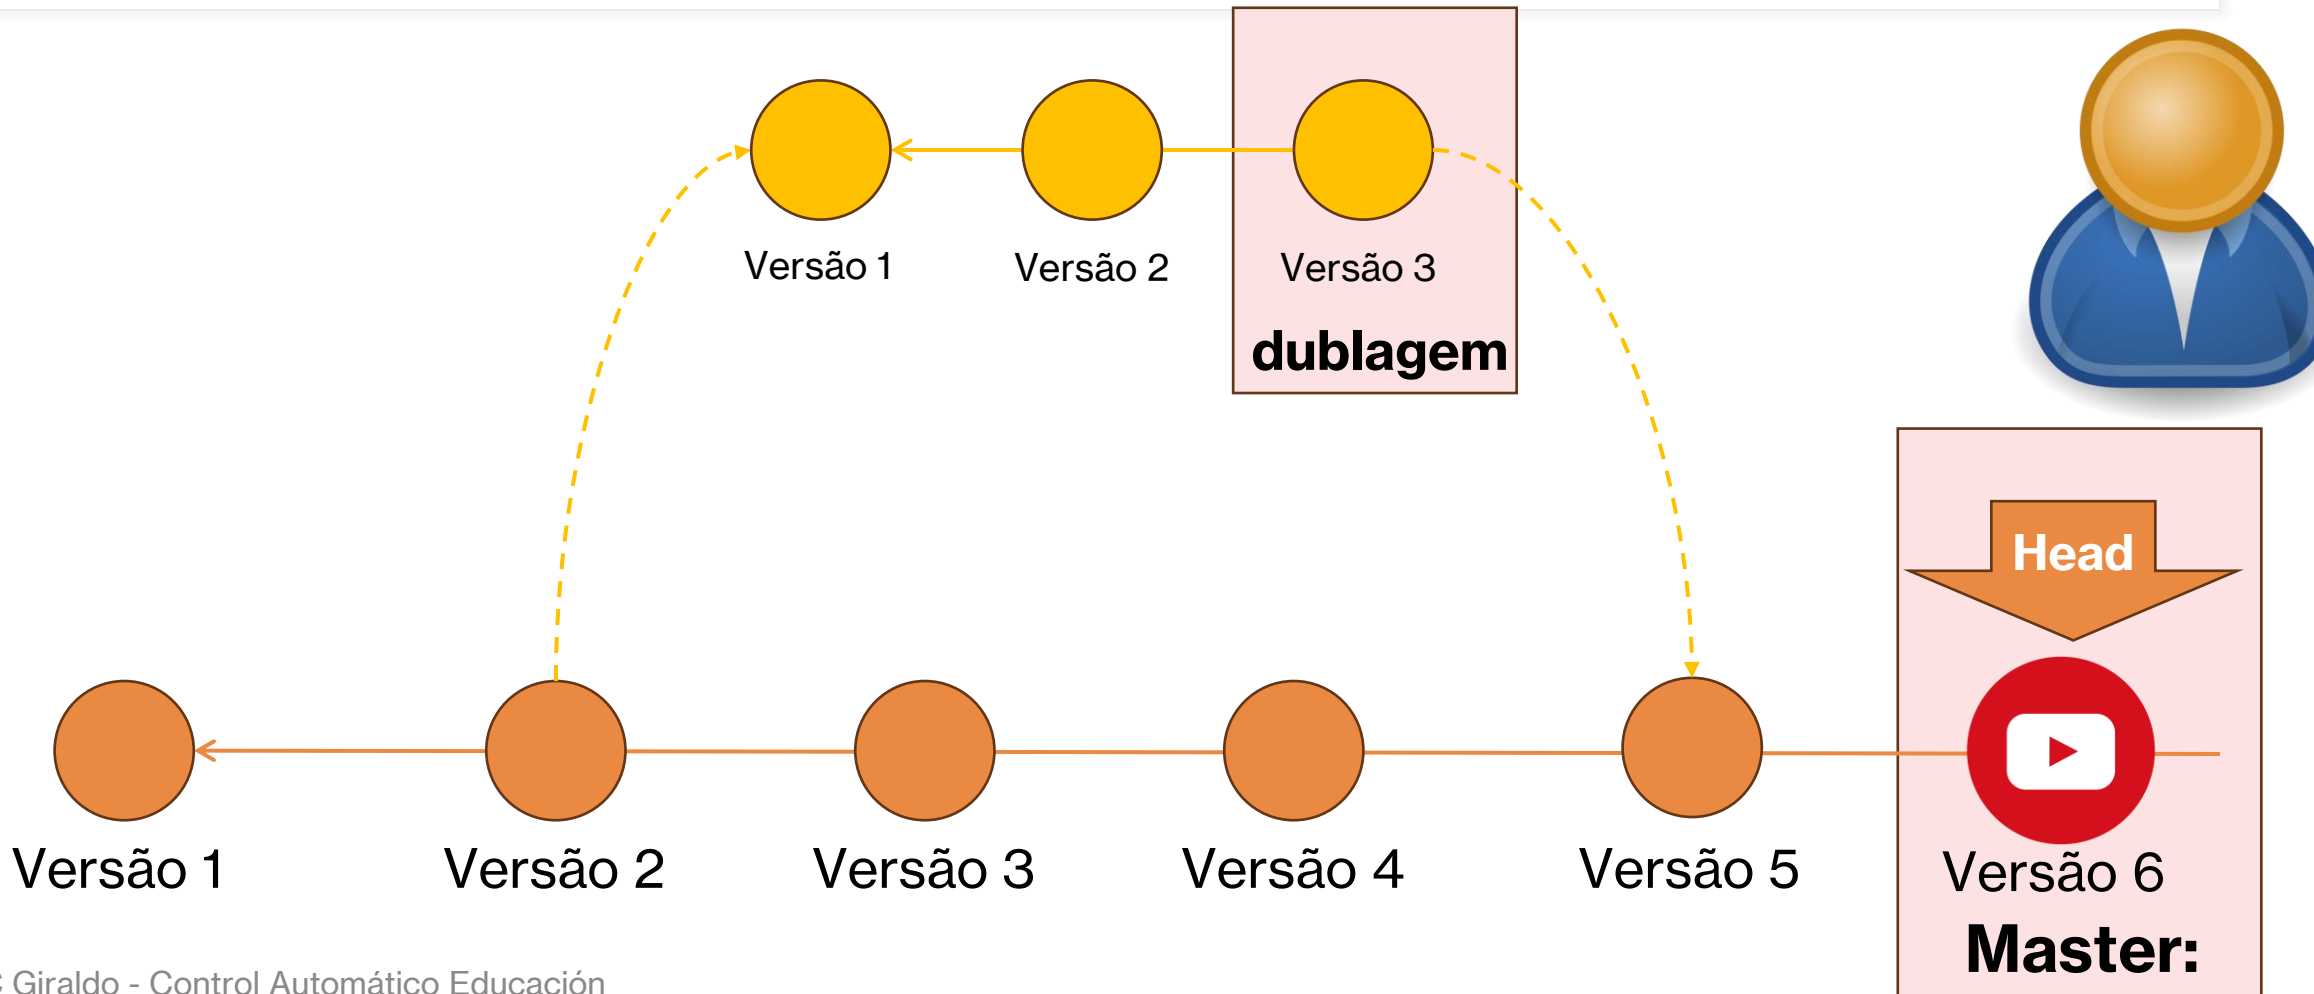 Versão 1
Versão 2
Versão 3
dublagem
Head
Versão 1
Versão 2
Versão 3
Versão 4
Versão 5
Versão 6
Master:
Giraldo - Control Automático Educación